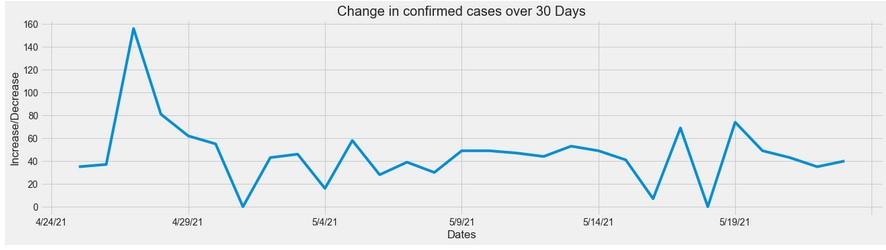 Change in confirmed cases over 30 Days
160
140
120
100
80
60
40
20
0
Increase/Decrease
4/24/21 4/29/21 5/4/21 5/9/21 5/14/21 5/19/21
Dates